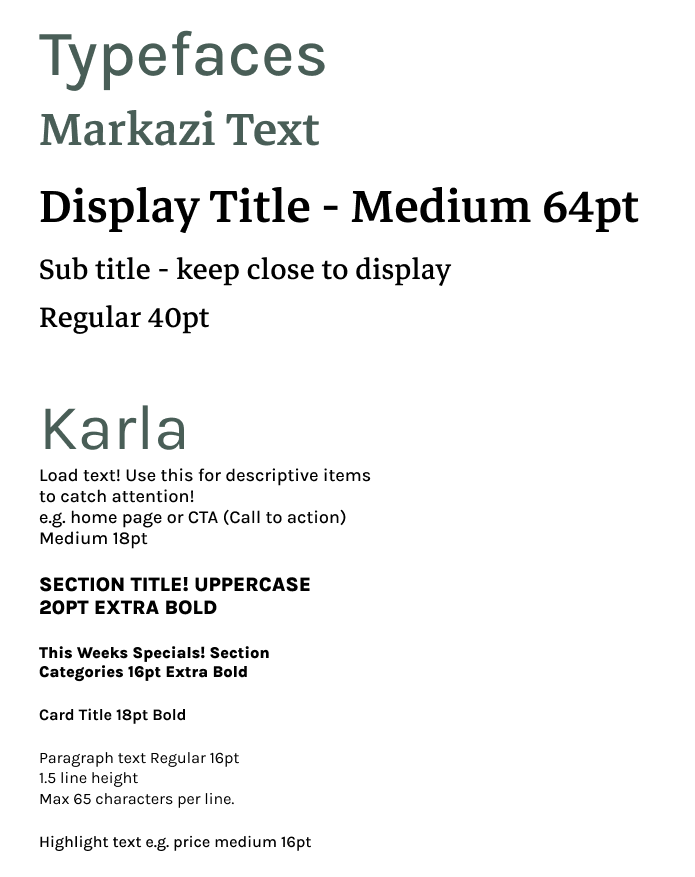 Typefaces
Markazi Text
Display Title - Medium 64pt
Sub title - keep close to display
Regular 40pt
Karla
Load text! Use this for descriptive items
to catch attention!
e.g. home page or CTA (Call to action)
Medium 18pt
SECTION TITLE! UPPERCASE
20PT EXTRA BOLD
This Weeks Specials! Section
Categories 16pt Extra Bold
Card Title 18pt Bold
Paragraph text Regular 16pt
1.5 line height
Max 65 characters per line.
Highlight text e.g. price medium 16pt